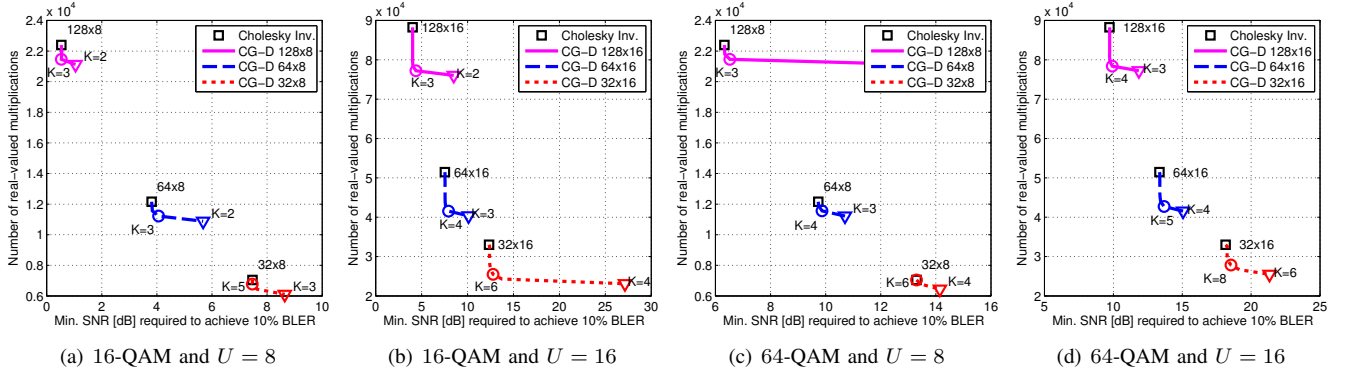 x 10^4
Number of real-valued multiplications
2.4
2.2
2
1.8
1.6
1.4
1.2
1
0.8
0.6
0 2 4 6 8 10
Min. SNR [dB] required to achieve 10% BLER
128x8
K=2
K=3
64x8
K=2
K=3
32x8
K=5
K=3
Cholesky Inv.
CG-D 128x8
CG-D 64x8
CG-D 32x8
(a) 16-QAM and U = 8
x 10^4
Number of real-valued multiplications
9
8
7
6
5
4
3
2
0 5 10 15 20 25 30
Min. SNR [dB] required to achieve 10% BLER
128x16
K=2
K=3
64x16
K=3
K=4
32x16
K=6
K=4
Cholesky Inv.
CG-D 128x16
CG-D 64x16
CG-D 32x16
(b) 16-QAM and U = 16
x 10^4
Number of real-valued multiplications
2.4
2.2
2
1.8
1.6
1.4
1.2
1
0.8
0.6
6 8 10 12 14 16
Min. SNR [dB] required to achieve 10% BLER
128x8
K=3
64x8
K=3
K=4
32x8
K=6
K=4
Cholesky Inv.
CG-D 128x8
CG-D 64x8
CG-D 32x8
(c) 64-QAM and U = 8
x 10^4
Number of real-valued multiplications
9
8
7
6
5
4
3
2
5 10 15 20 25
Min. SNR [dB] required to achieve 10% BLER
128x16
K=3
K=4
64x16
K=4
K=5
32x16
K=6
K=8
Cholesky Inv.
CG-D 128x16
CG-D 64x16
CG-D 32x16
(d) 64-QAM and U = 16